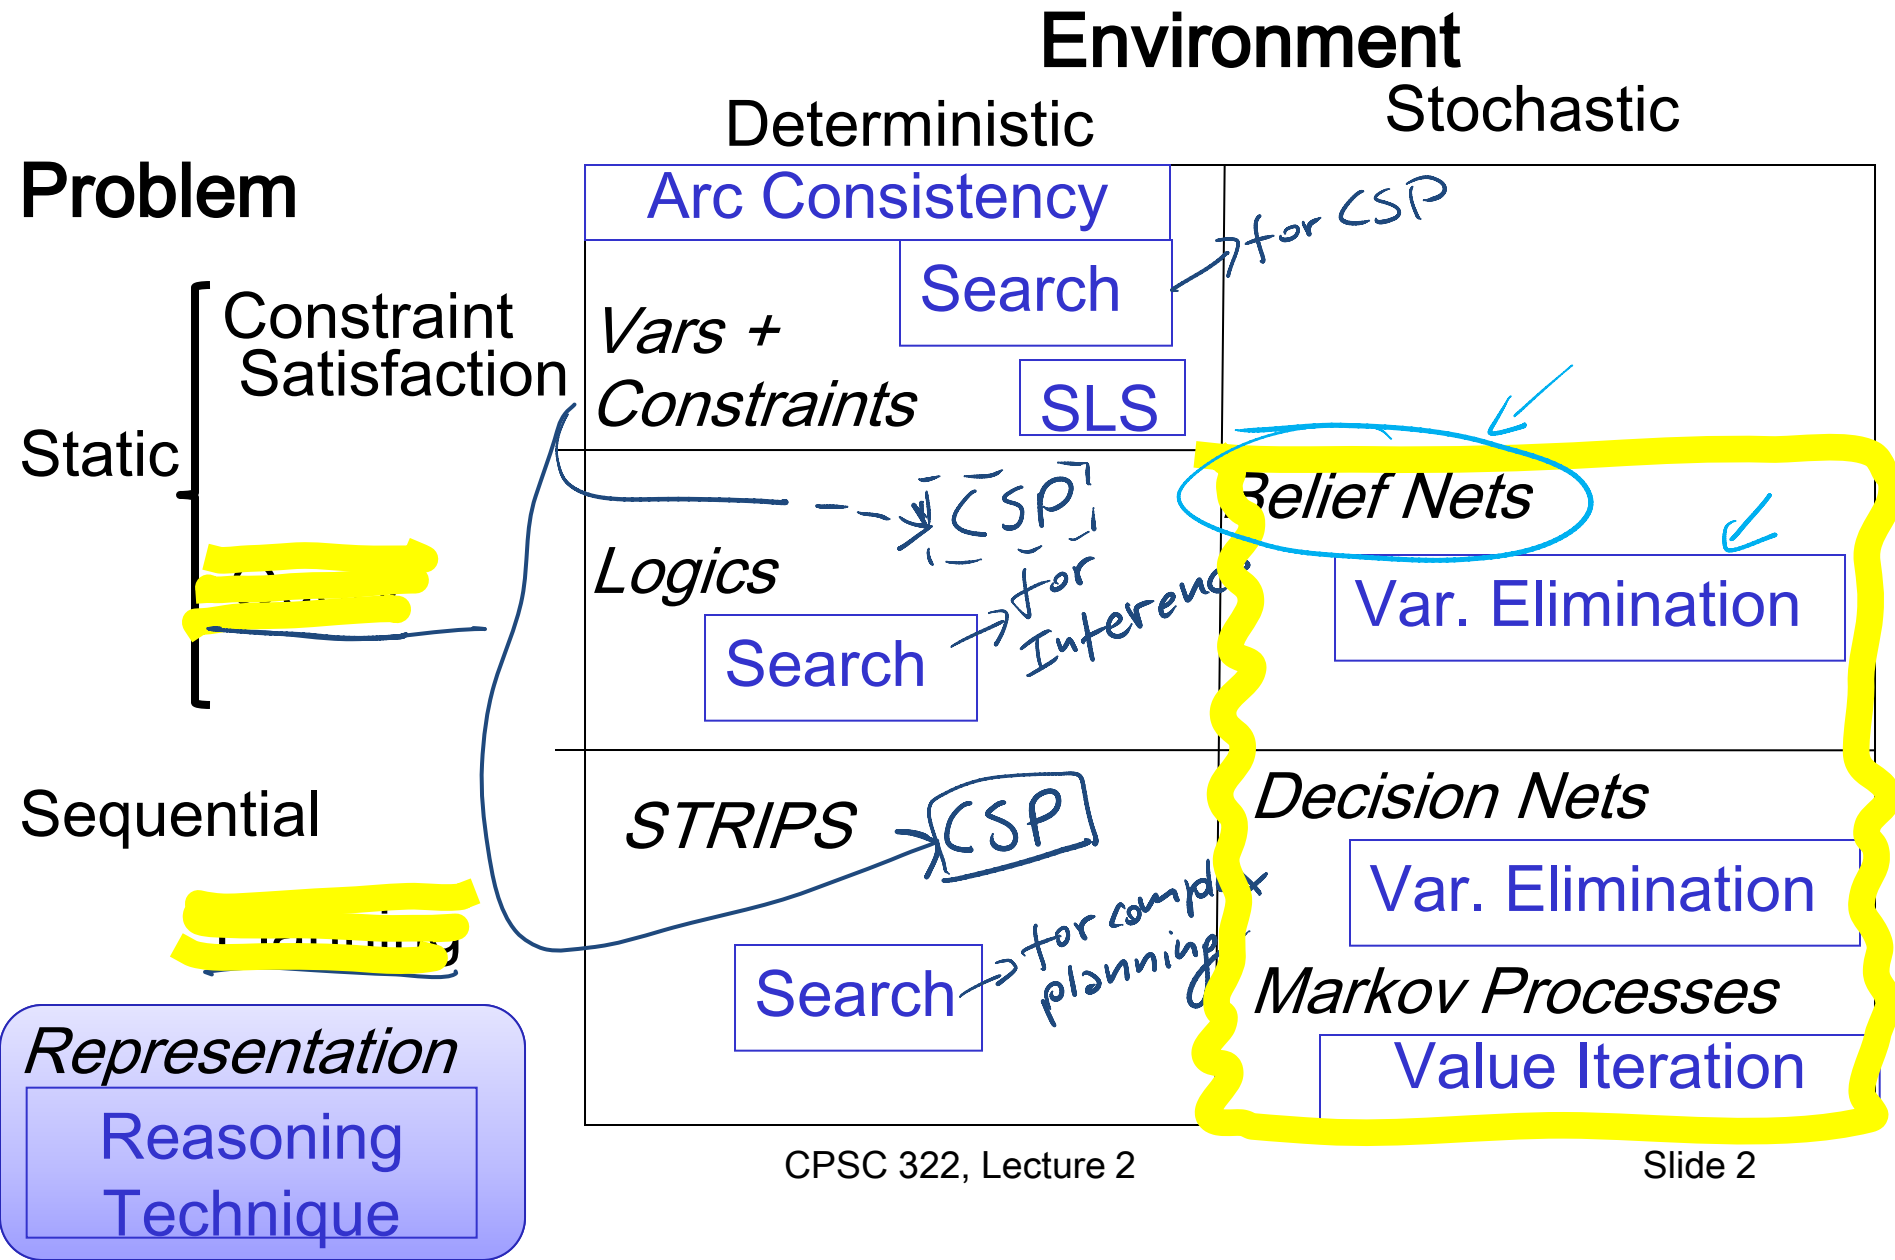 Environment
Deterministic
Stochastic
Problem
Arc Consistency
for CSP
Search
Constraint
Satisfaction
Vars +
Constraints
SLS
Static
CSP
Belief Nets
Logics
for
Inference
Var. Elimination
Search
Sequential
STRIPS
CSP
Decision Nets
Var. Elimination
for complex
planning
Planning
Search
Markov Processes
Value Iteration
Representation
Reasoning
Technique
CPSC 322, Lecture 2
Slide 2